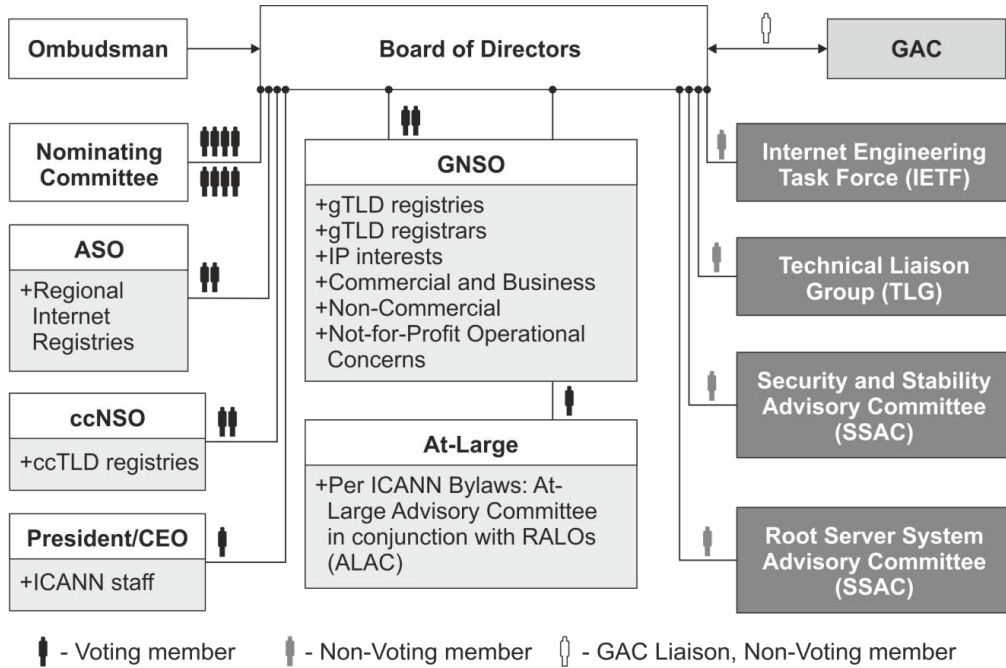 Ombudsman
Board of Directors
GAC
Nominating
Committee
GNSO
+gTLD registries
+gTLD registrars
+IP interests
+Commercial and Business
+Non-Commercial
+Not-for-Profit Operational
Concerns
Internet Engineering
Task Force (IETF)
ASO
+Regional
Internet
Registries
Technical Liaison
Group (TLG)
ccNSO
+ccTLD registries
At-Large
+Per ICANN Bylaws: At-
Large Advisory Committee
in conjunction with RALOs
(ALAC)
Security and Stability
Advisory Committee
(SSAC)
President/CEO
+ICANN staff
Root Server System
Advisory Committee
(SSAC)
- Voting member
- Non-Voting member
- GAC Liaison, Non-Voting member